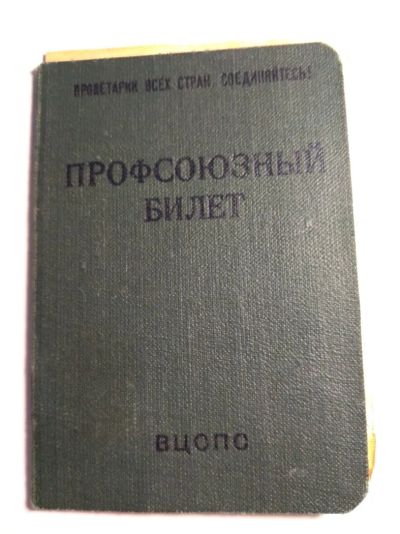 ПРОЛЕТАРИИ ВСЕХ СТРАН, СОЕДИНЯЙТЕСЬ!
ПРОФСОЮЗНЫЙ
БИЛЕТ
ВЦСПС